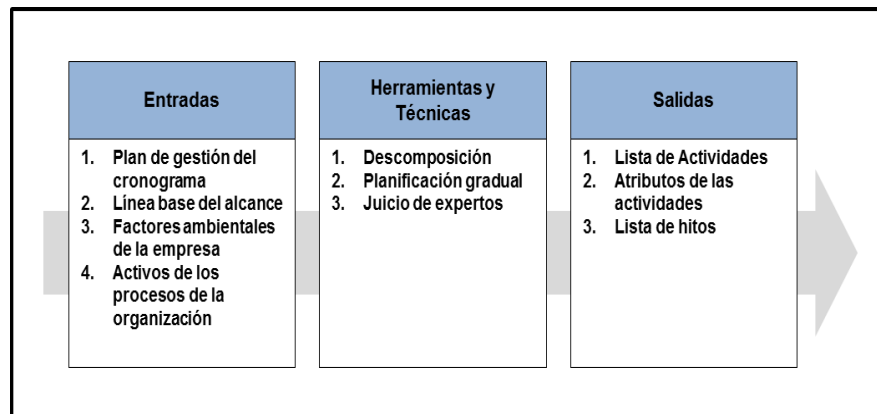 Entradas
1. Plan de gestión del
cronograma
2. Línea base del alcance
3. Factores ambientales
de la empresa
4. Activos de los
procesos de la
organización
Herramientas y
Técnicas
1. Descomposición
2. Planificación gradual
3. Juicio de expertos
Salidas
1. Lista de Actividades
2. Atributos de las
actividades
3. Lista de hitos